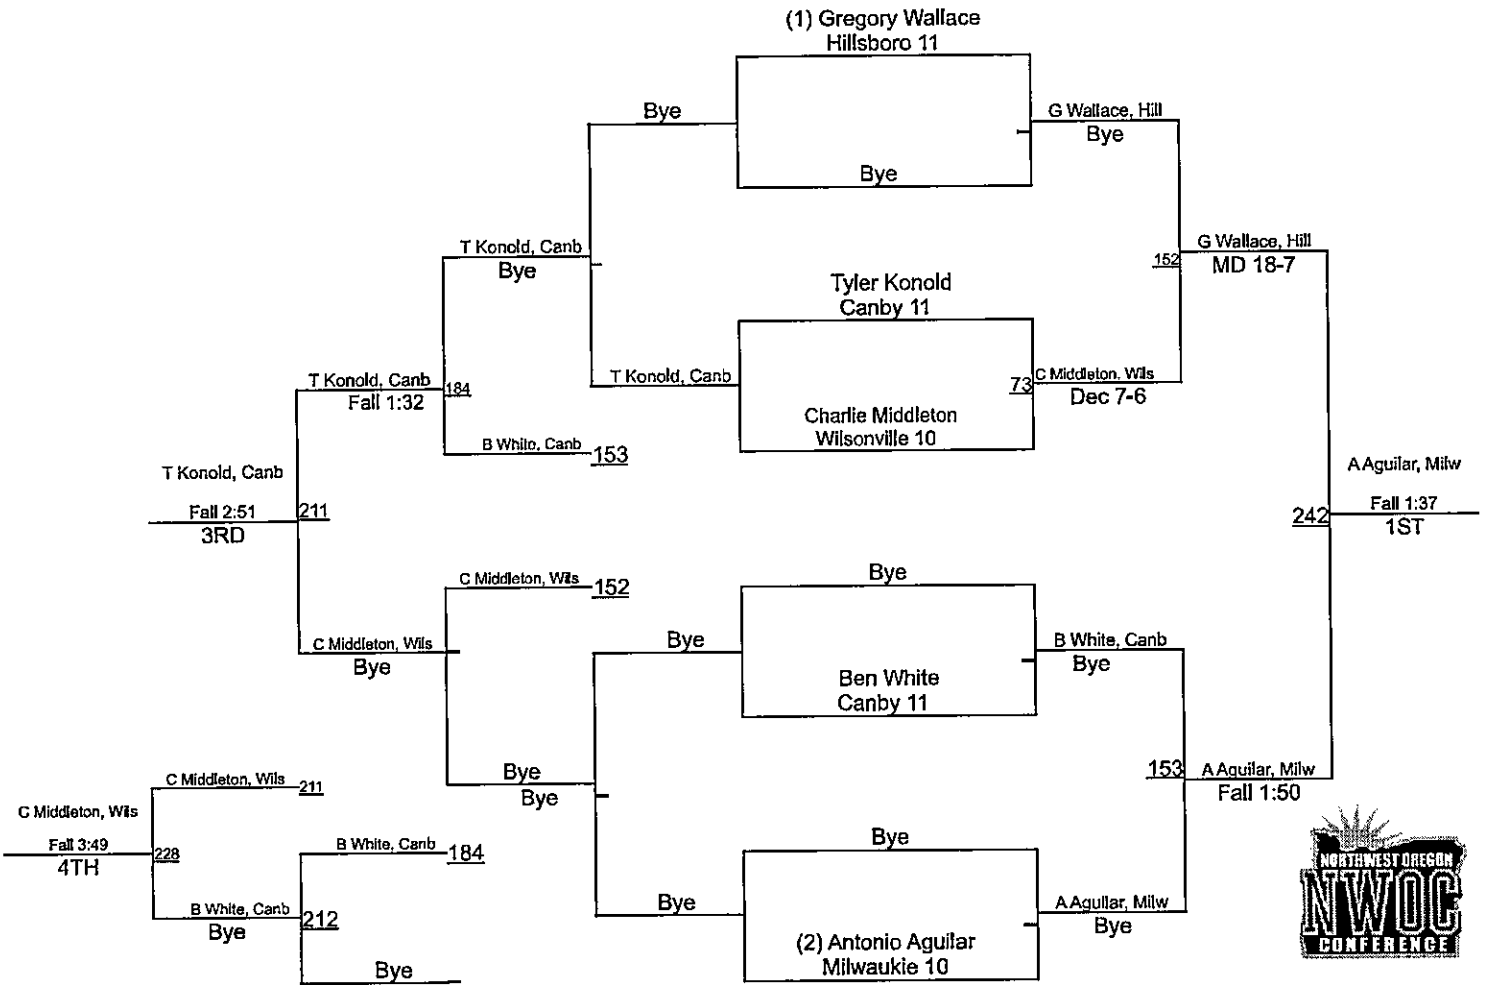 (1) Gregory Wallace
Hillsboro 11
Bye
G Wallace, Hill
Bye
Bye
T Konold, Canb
Bye
G Wallace, Hill
152
MD 18-7
Tyler Konold
Canby 11
T Konold, Canb
Fall 1:32
184
T Konold, Canb
73
C Middleton, Wils
Dec 7-6
Charlie Middleton
Wilsonville 10
B White, Canb
153
T Konold, Canb
Fall 2:51
3RD
211
A Aguilar, Milw
242
Fall 1:37
1ST
C Middleton, Wils
152
Bye
C Middleton, Wils
Bye
Bye
B White, Canb
Bye
Ben White
Canby 11
Bye
Bye
153
A Aguilar, Milw
Fall 1:50
C Middleton, Wils
211
C Middleton, Wils
Fall 3:49
4TH
228
B White, Canb
184
Bye
B White, Canb
Bye
212
Bye
A Aguilar, Milw
Bye
(2) Antonio Aguilar
Milwaukie 10
Bye
NORTHWEST OREGON
NWOC
CONFERENCE